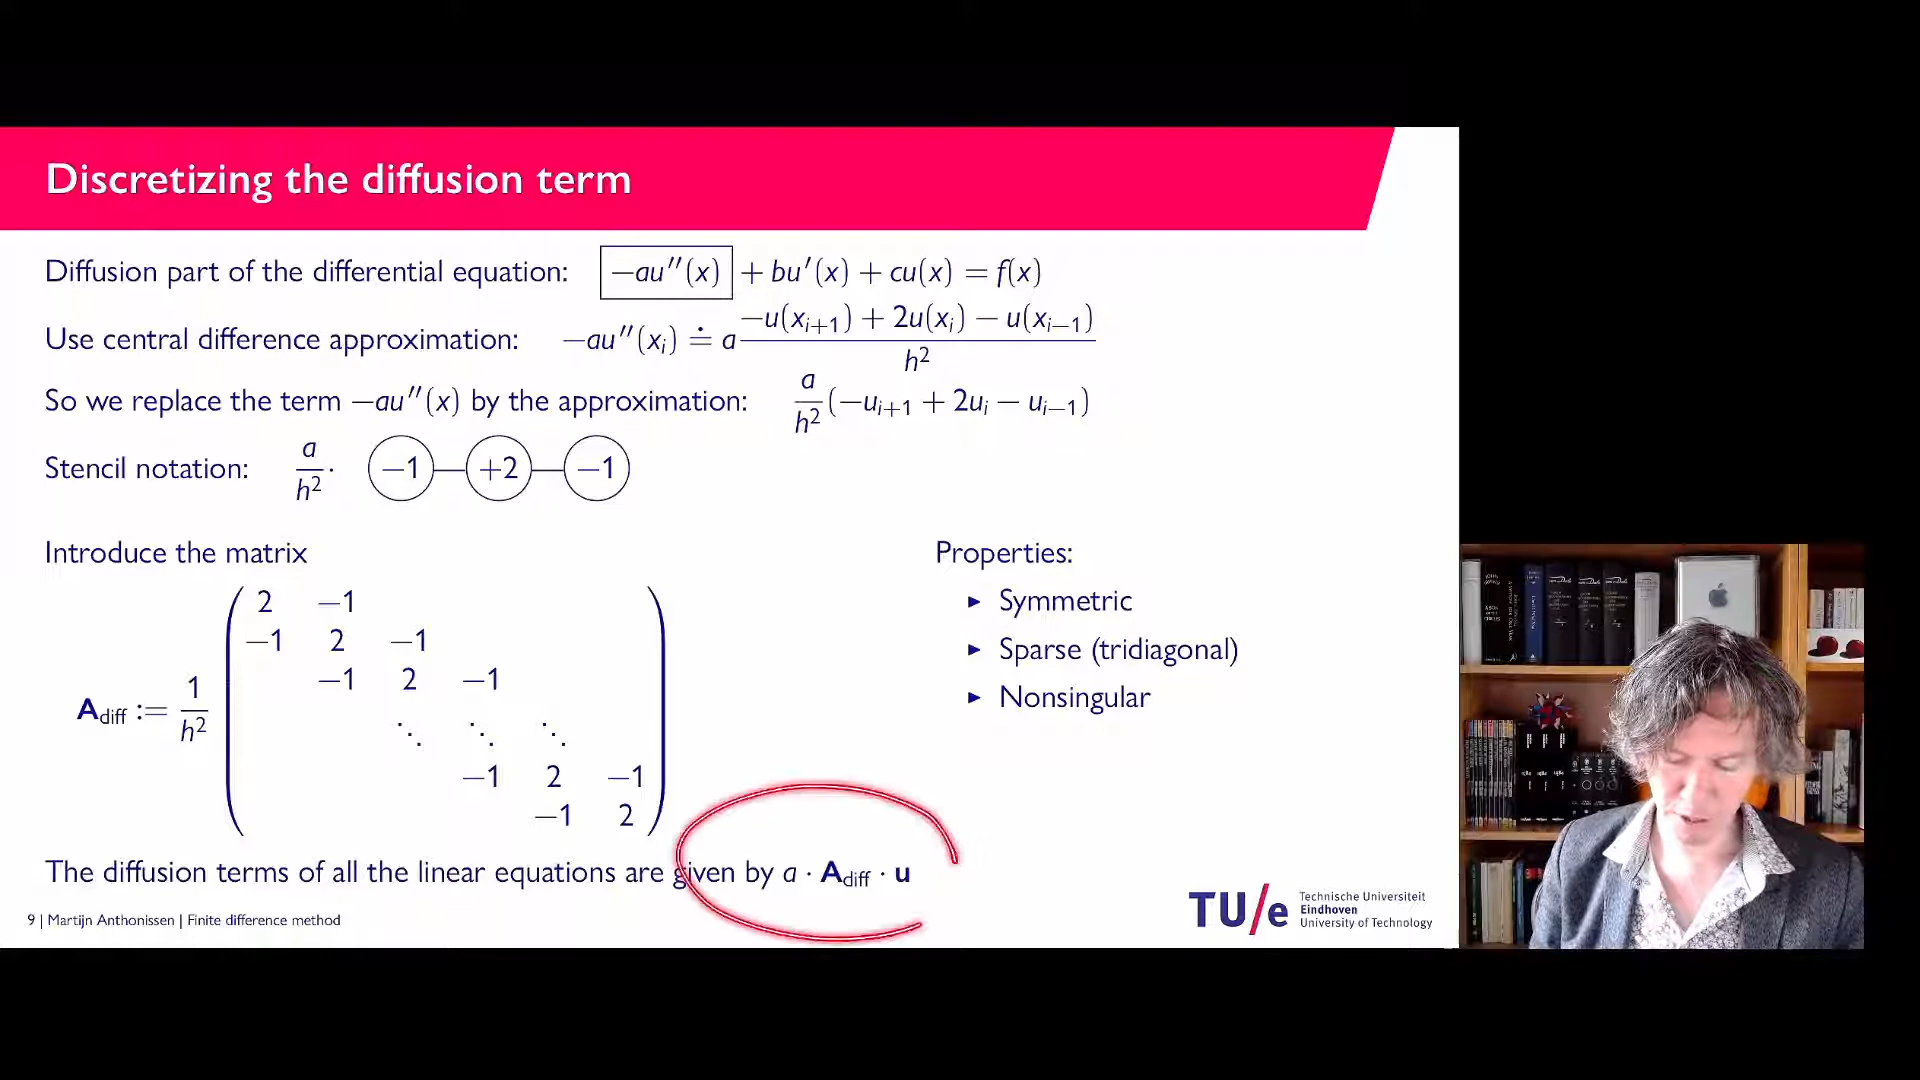 Discretizing the diffusion term
Diffusion part of the differential equation: −au″(x) + bu′(x) + cu(x) = f(x)
Use central difference approximation: −au″(xᵢ) ≐ a (−u(xᵢ₊₁) + 2u(xᵢ) − u(xᵢ₋₁)) / h²
So we replace the term −au″(x) by the approximation: a/h² (−uᵢ₊₁ + 2uᵢ − uᵢ₋₁)
Stencil notation: a/h² · −1 +2 −1
Introduce the matrix
A_diff := 1/h²
2 −1
−1 2 −1
−1 2 −1
⋱ ⋱ ⋱
−1 2 −1
−1 2
Properties:
▸ Symmetric
▸ Sparse (tridiagonal)
▸ Nonsingular
The diffusion terms of all the linear equations are given by a · A_diff · u
9 | Martijn Anthonissen | Finite difference method
TU/e
Technische Universiteit
Eindhoven
University of Technology